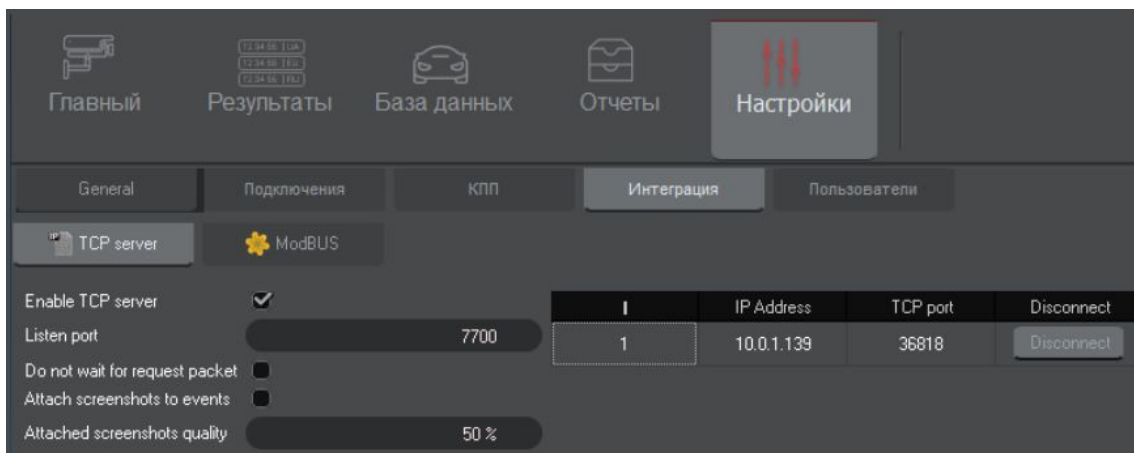 Главный Результаты База данных Отчеты Настройки
General Подключения КПП Интеграция Пользователи
TCP server ModBUS
Enable TCP server
I IP Address TCP port Disconnect
Listen port 7700
1 10.0.1.139 36818 Disconnect
Do not wait for request packet
Attach screenshots to events
Attached screenshots quality 50 %